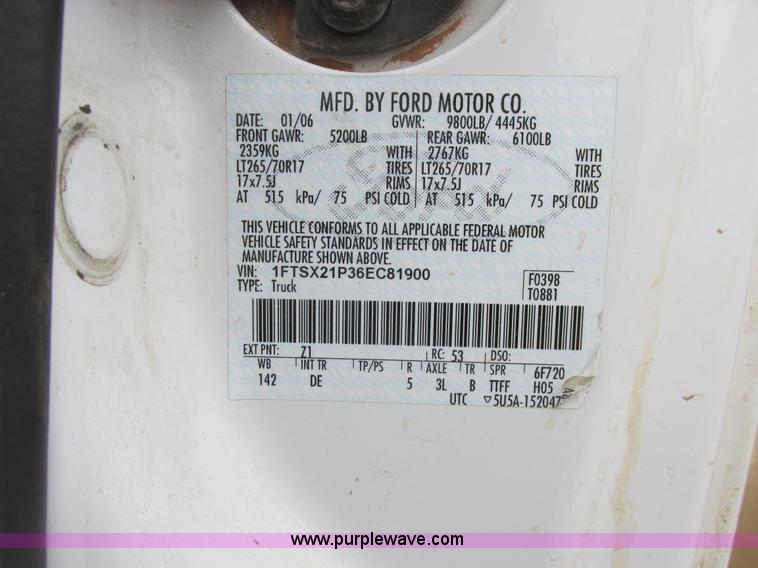 MFD. BY FORD MOTOR CO.
DATE: 01/06 GVWR: 9800LB/ 4445KG
FRONT GAWR: 5200LB REAR GAWR: 6100LB
2359KG WITH 2767KG WITH
LT265/70R17 TIRES LT265/70R17 TIRES
17x7.5J RIMS 17x7.5J RIMS
AT 515 kPa/ 75 PSI COLD AT 515 kPa/ 75 PSI COLD
THIS VEHICLE CONFORMS TO ALL APPLICABLE FEDERAL MOTOR
VEHICLE SAFETY STANDARDS IN EFFECT ON THE DATE OF
MANUFACTURE SHOWN ABOVE.
VIN: 1FTSX21P36EC81900 F0398
TYPE: Truck T0881
EXT PNT: Z1 RC: 53 DSO:
WB INT TR TP/PS R AXLE TR SPR 6F720
142 DE 5 3L B TTFF H05
UTC ▽5U5A-152047
www.purplewave.com